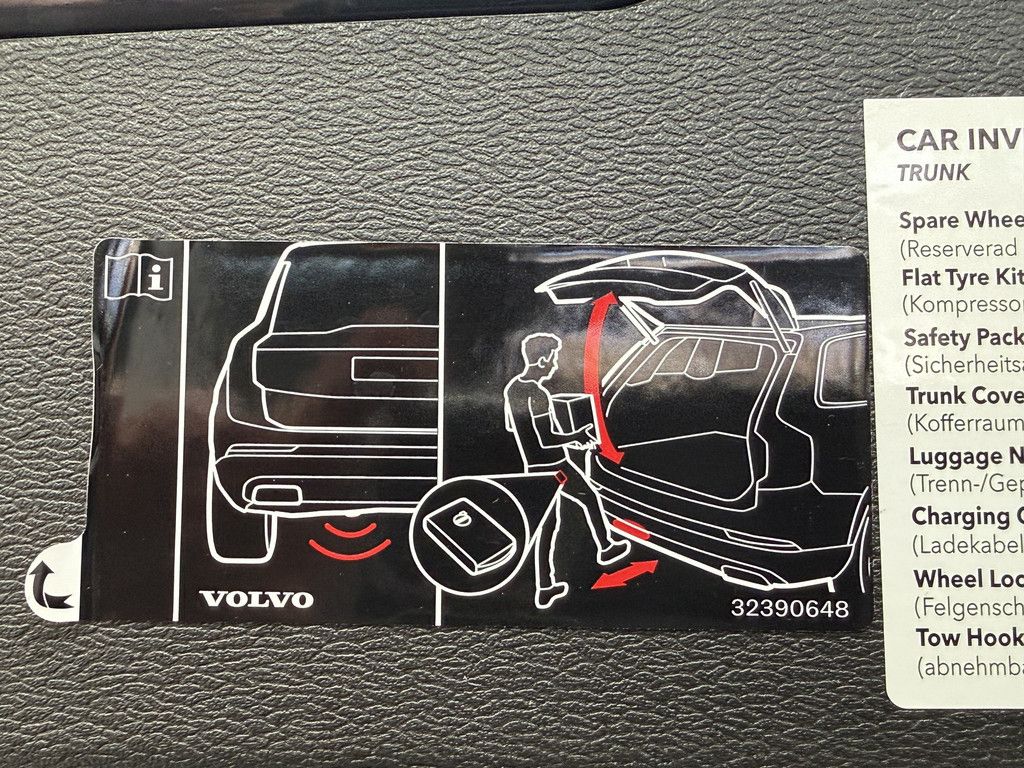 i
VOLVO
32390648
CAR INV
TRUNK
Spare Whee
(Reserverad
Flat Tyre Kit
(Kompresso
Safety Pack
(Sicherheitsa
Trunk Cove
(Kofferraum
Luggage N
(Trenn-/Gep
Charging C
(Ladekabel
Wheel Loc
(Felgensch
Tow Hook
(abnehmba